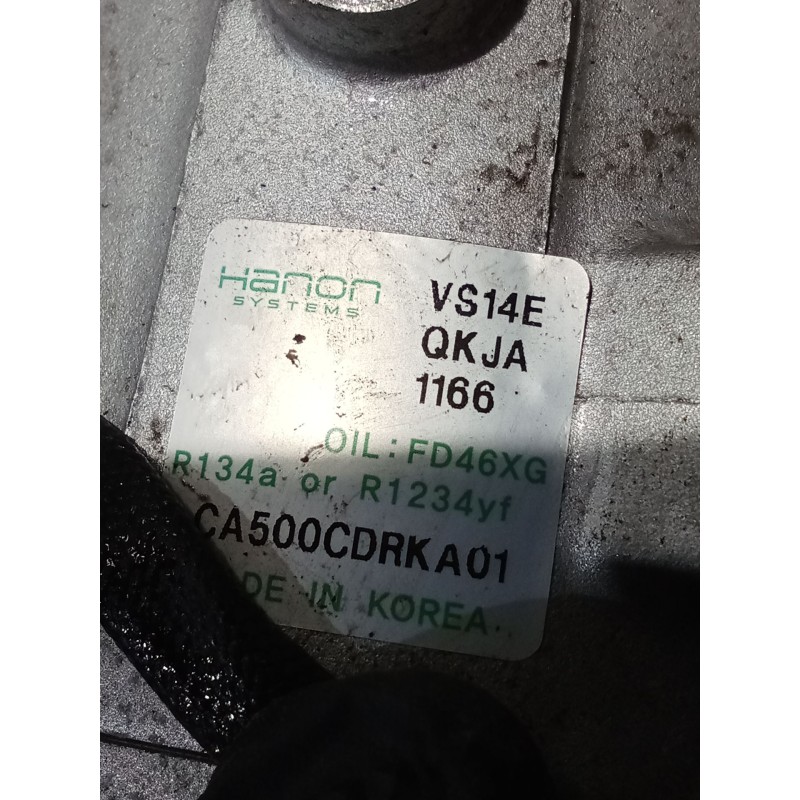 Hanon
SYSTEMS
VS14E
QKJA
1166
OIL: FD46XG
R134a or R1234yf
CA500CDRKA01
DE IN KOREA